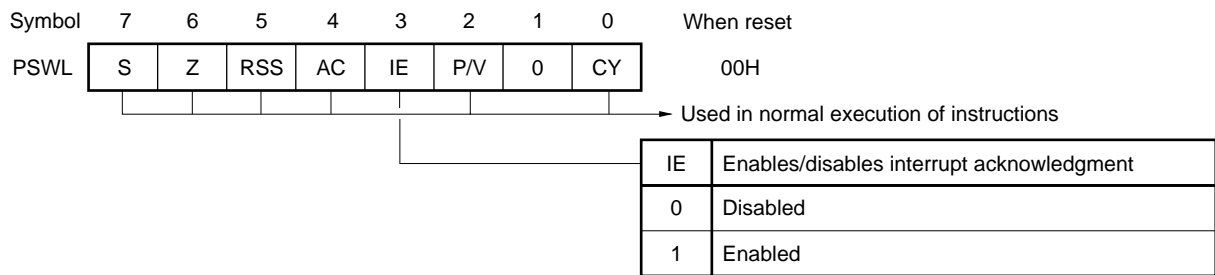 Symbol 7 6 5 4 3 2 1 0 When reset
PSWL S Z RSS AC IE P/V 0 CY 00H
Used in normal execution of instructions
IE Enables/disables interrupt acknowledgment
0 Disabled
1 Enabled